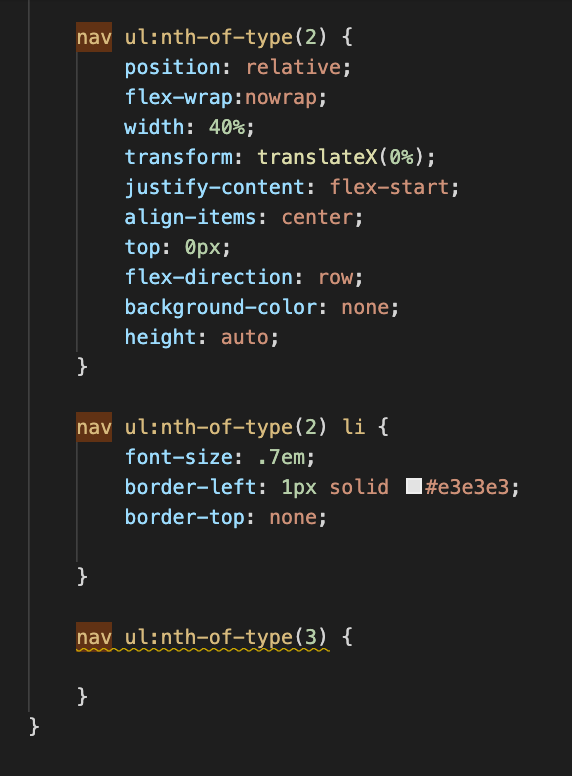 nav ul:nth-of-type(2) {
position: relative;
flex-wrap:nowrap;
width: 40%;
transform: translateX(0%);
justify-content: flex-start;
align-items: center;
top: 0px;
flex-direction: row;
background-color: none;
height: auto;
}
nav ul:nth-of-type(2) li {
font-size: .7em;
border-left: 1px solid #e3e3e3;
border-top: none;
}
nav ul:nth-of-type(3) {
}
}